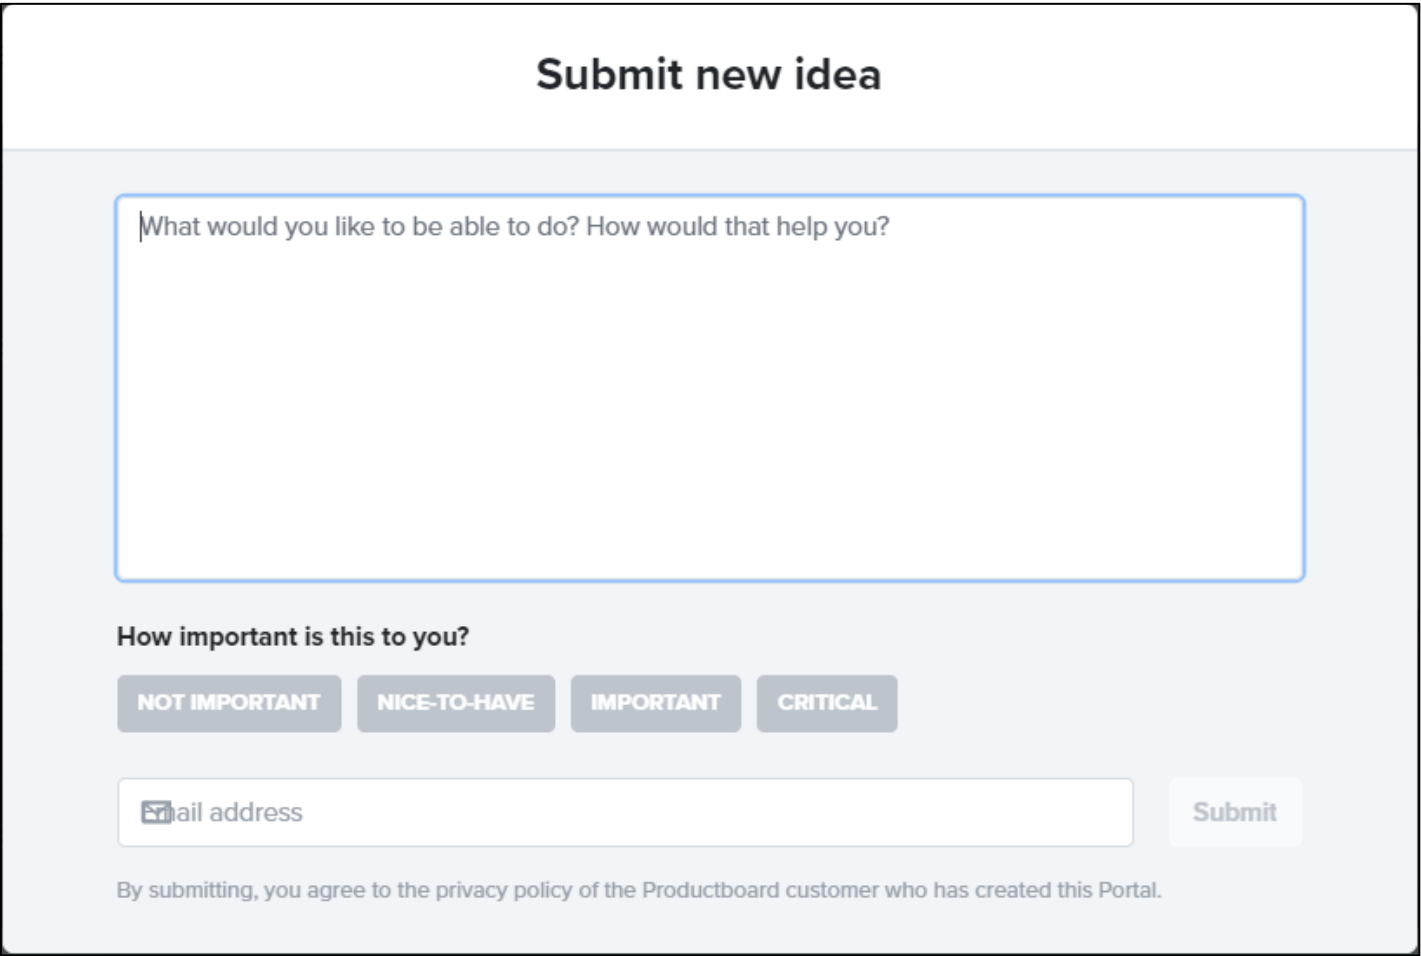 Submit new idea
What would you like to be able to do? How would that help you?
How important is this to you?
NOT IMPORTANT NICE-TO-HAVE IMPORTANT CRITICAL
Email address Submit
By submitting, you agree to the privacy policy of the Productboard customer who has created this Portal.